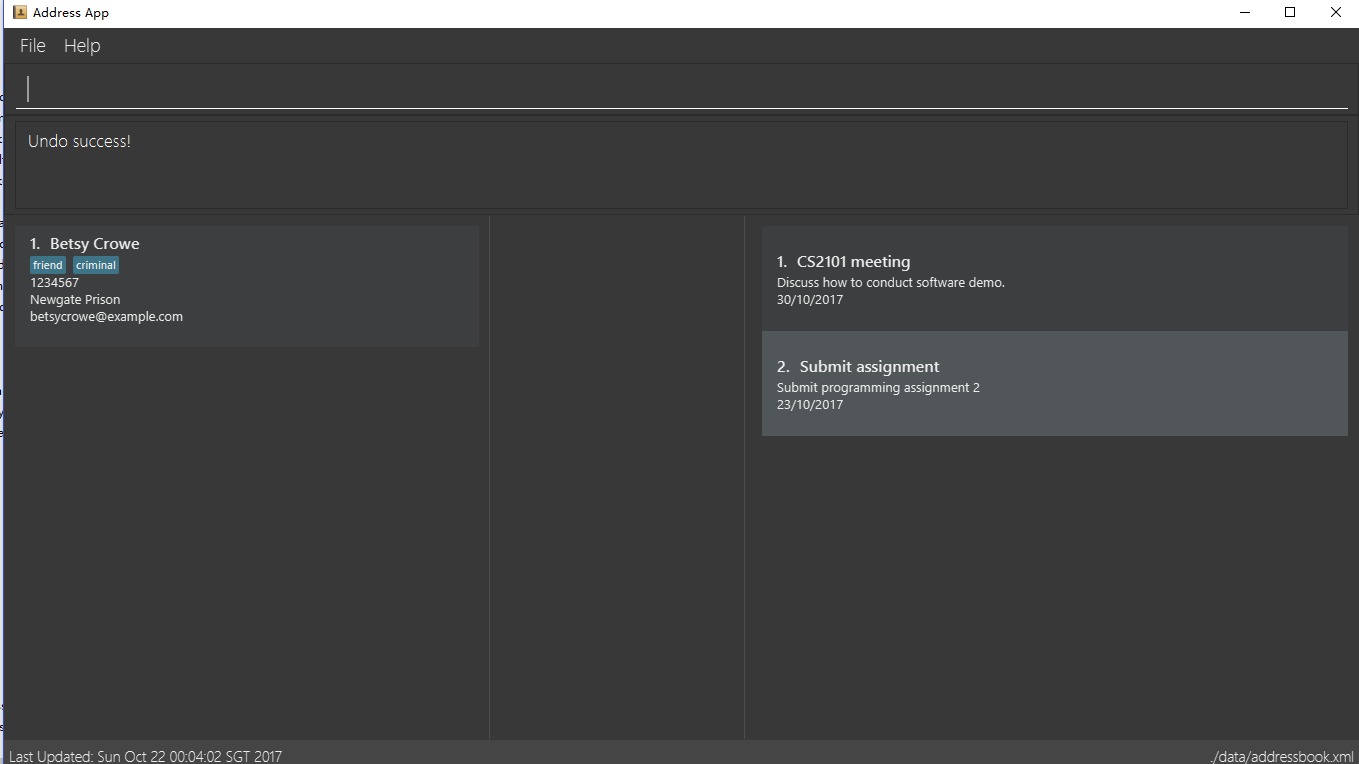 Address App
File Help
Undo success!
1. Betsy Crowe
friend criminal
1234567
Newgate Prison
betsycrowe@example.com
1. CS2101 meeting
Discuss how to conduct software demo.
30/10/2017
2. Submit assignment
Submit programming assignment 2
23/10/2017
Last Updated: Sun Oct 22 00:04:02 SGT 2017
./data/addressbook.xml